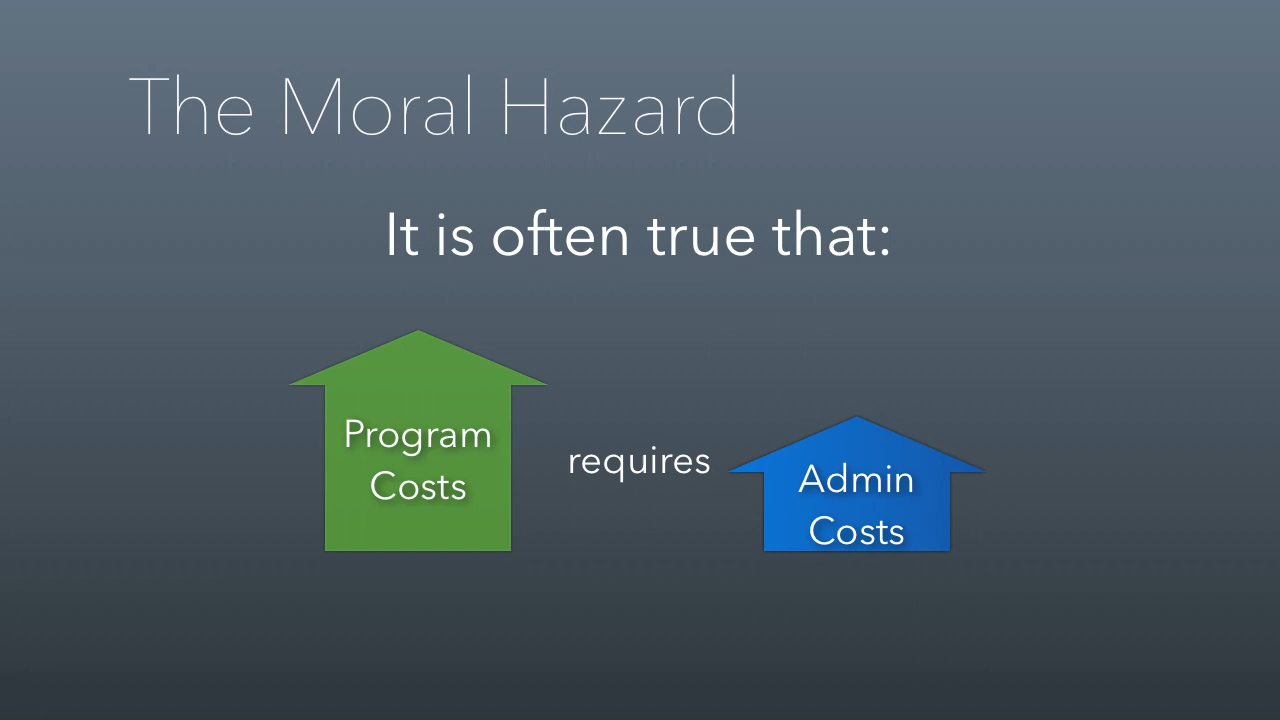 The Moral Hazard
It is often true that:
Program
Costs
requires
Admin
Costs